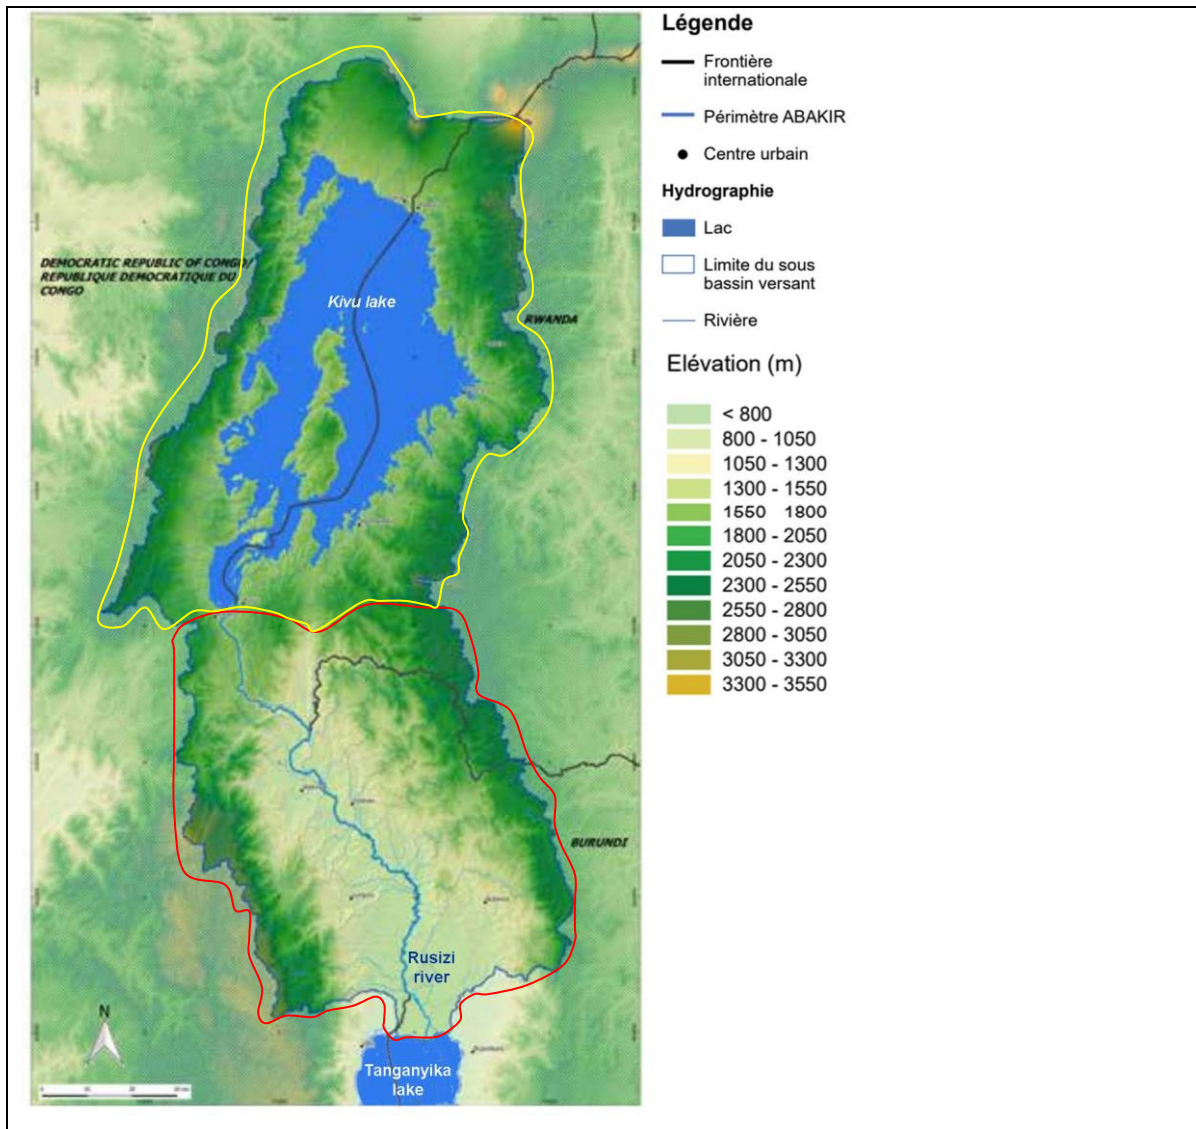 DEMOCRATIC REPUBLIC OF CONGO/
REPUBLIQUE DEMOCRATIQUE DU
CONGO
Kivu lake
RWANDA
BURUNDI
Rusizi
river
Tanganyika
lake
N
Légende
Frontière
internationale
Périmètre ABAKIR
Centre urbain
Hydrographie
Lac
Limite du sous
bassin versant
Rivière
Elévation (m)
< 800
800 - 1050
1050 - 1300
1300 - 1550
1550 - 1800
1800 - 2050
2050 - 2300
2300 - 2550
2550 - 2800
2800 - 3050
3050 - 3300
3300 - 3550